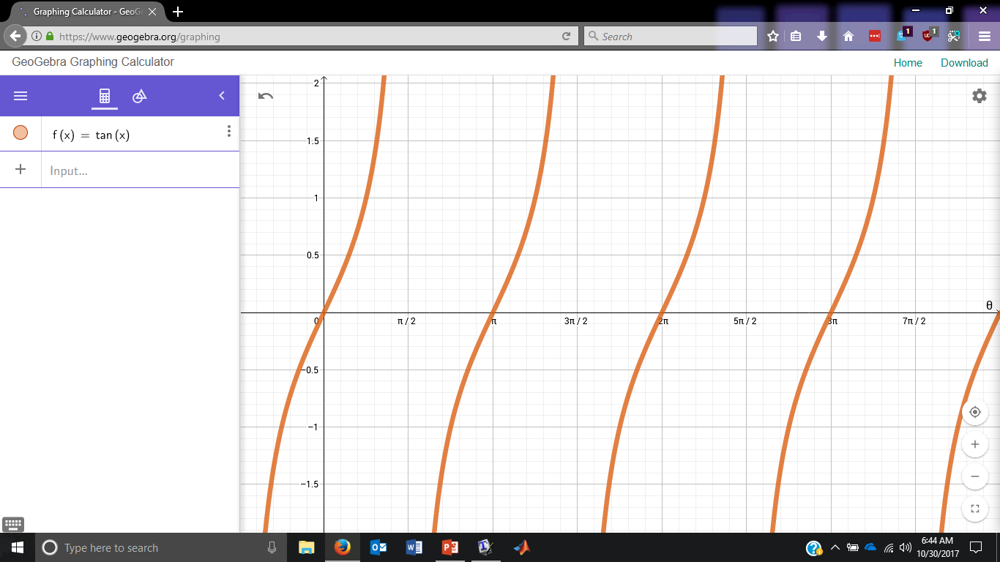 Graphing Calculator - GeoG
https://www.geogebra.org/graphing
Search
1
1
GeoGebra Graphing Calculator
Home
Download
f (x) = tan (x)
Input...
2
1.5
1
0.5
θ
0
π / 2
π
3π / 2
2π
5π / 2
3π
7π / 2
−0.5
−1
−1.5
Type here to search
6:44 AM
10/30/2017